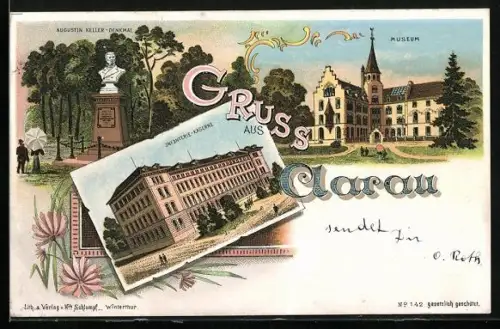 AUGUSTIN KELLER-DENKMAL
MUSEUM
GRUSS
AUS
Aarau
INFANTERIE-KASERNE
sendet Dir
O. Roth
Lith. & Verlag v. Kth. Schlumpf, Winterthur
No 142 gesetzlich geschützt.